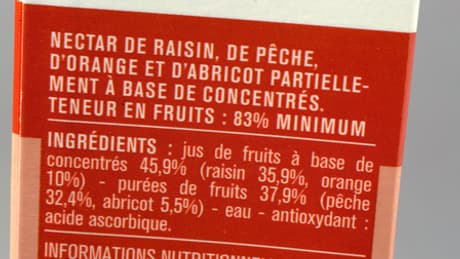 NECTAR DE RAISIN, DE PÊCHE,
D'ORANGE ET D'ABRICOT PARTIELLE-
MENT À BASE DE CONCENTRÉS.
TENEUR EN FRUITS : 83% MINIMUM
INGRÉDIENTS : jus de fruits à base de
concentrés 45,9% (raisin 35,9%, orange
10%) - purées de fruits 37,9% (pêche
32,4%, abricot 5,5%) - eau - antioxydant :
acide ascorbique.
INFORMATIONS NUTRITIONNELLES